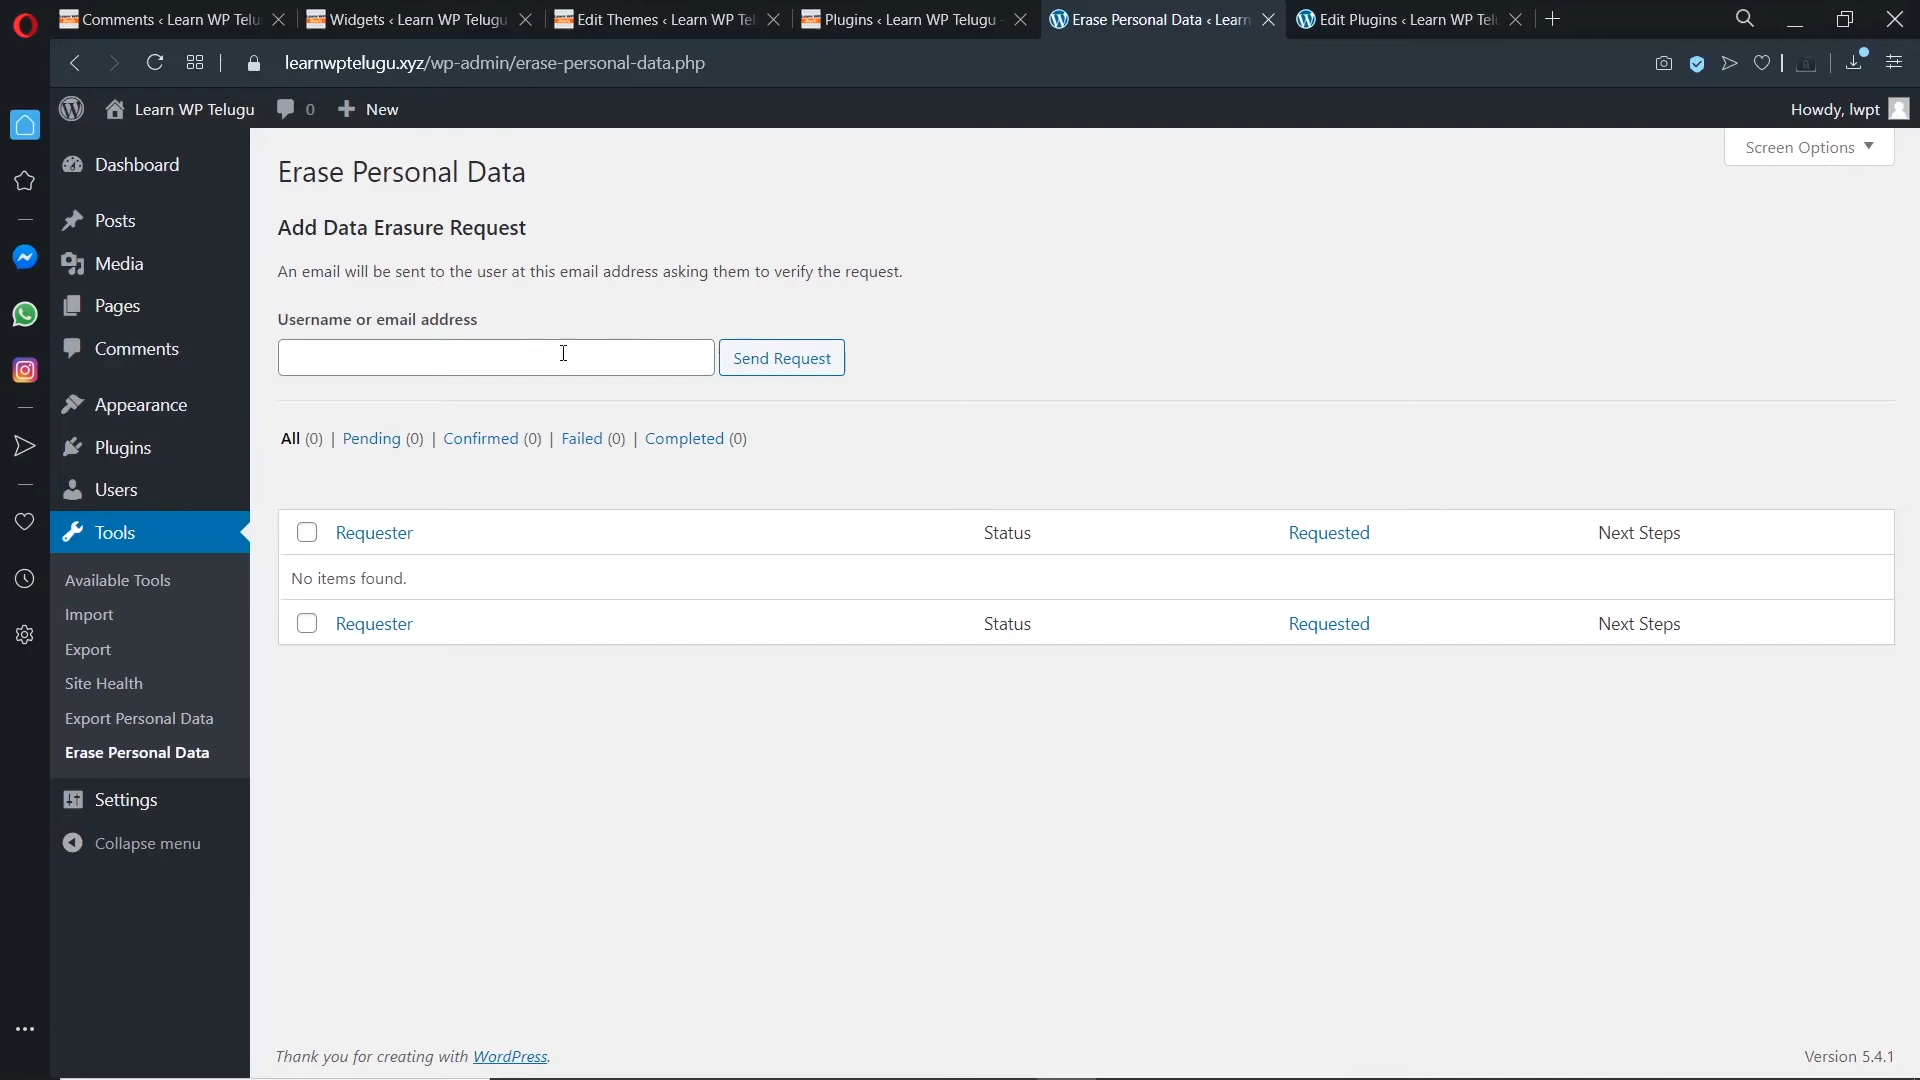 Comments ‹ Learn WP Telu
Widgets ‹ Learn WP Telugu
Edit Themes ‹ Learn WP Tel
Plugins ‹ Learn WP Telugu -
Erase Personal Data ‹ Learn
Edit Plugins ‹ Learn WP Tel
learnwptelugu.xyz/wp-admin/erase-personal-data.php
Learn WP Telugu 0 New
Howdy, lwpt
Screen Options
Dashboard
Posts
Media
Pages
Comments
Appearance
Plugins
Users
Tools
Available Tools
Import
Export
Site Health
Export Personal Data
Erase Personal Data
Settings
Collapse menu
Erase Personal Data
Add Data Erasure Request
An email will be sent to the user at this email address asking them to verify the request.
Username or email address
Send Request
All (0) | Pending (0) | Confirmed (0) | Failed (0) | Completed (0)
Requester Status Requested Next Steps
No items found.
Requester Status Requested Next Steps
Thank you for creating with WordPress.
Version 5.4.1